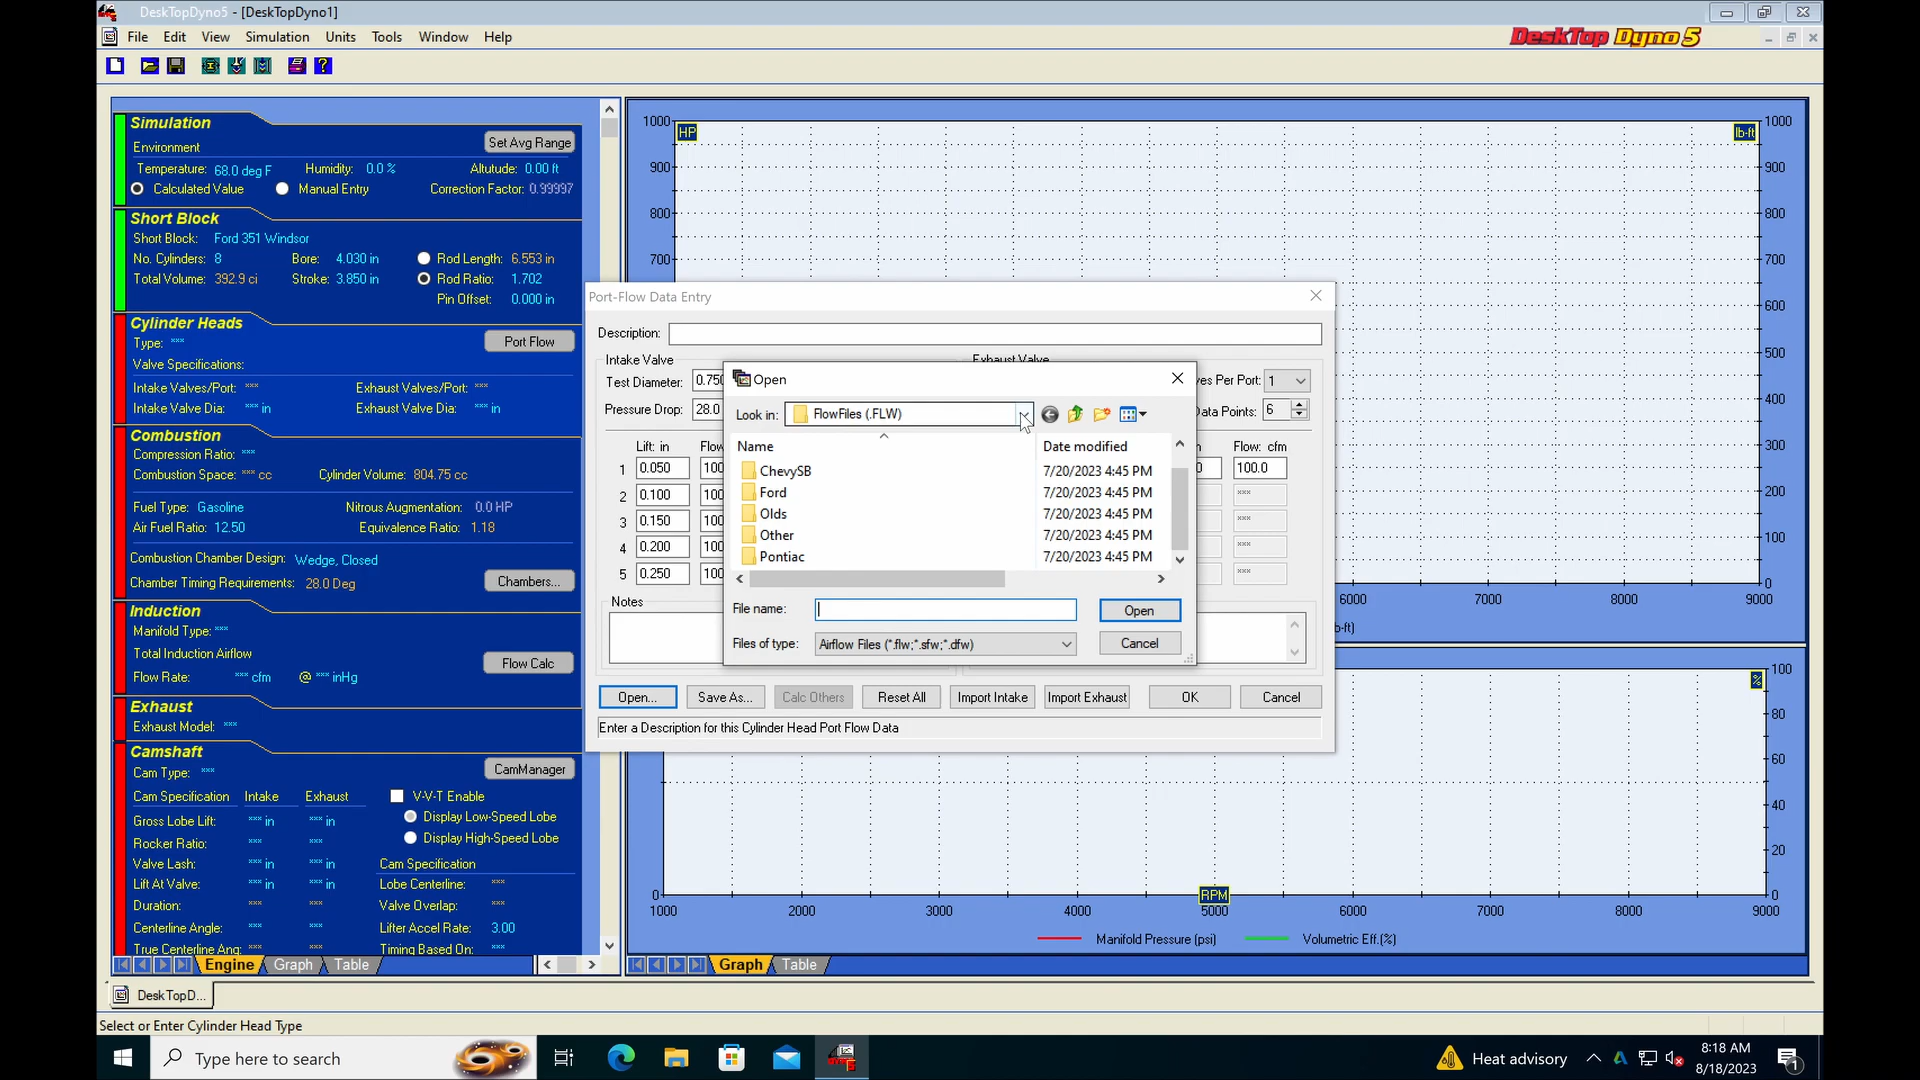 DeskTopDyno5 - [DeskTopDyno1]
File Edit View Simulation Units Tools Window Help
DeskTop Dyno 5
Simulation
Environment
Set Avg Range
Temperature: 68.0 deg F Humidity: 0.0 % Altutude: 0.00 ft
Calculated Value Manual Entry Correction Factor: 0.99997
Short Block
Short Block: Ford 351 Windsor
No. Cylinders: 8 Bore: 4.030 in Rod Length: 6.553 in
Total Volume: 392.9 ci Stroke: 3.850 in Rod Ratio: 1.702
Pin Offset: 0.000 in
Cylinder Heads
Type: *** Port Flow
Valve Specifications:
Intake Valves/Port: *** Exhaust Valves/Port: ***
Intake Valve Dia: *** in Exhaust Valve Dia: *** in
Combustion
Compression Ratio: ***
Combustion Space: *** cc Cylinder Volume: 804.75 cc
Fuel Type: Gasoline Nitrous Augmentation: 0.0 HP
Air Fuel Ratio: 12.50 Equivalence Ratio: 1.18
Combustion Chamber Design: Wedge, Closed
Chamber Timing Requirements: 28.0 Deg Chambers...
Induction
Manifold Type: ***
Total Induction Airflow
Flow Rate: *** cfm @ *** inHg Flow Calc
Exhaust
Exhaust Model: ***
Camshaft
Cam Type: *** CamManager
Cam Specification Intake Exhaust V-V-T Enable
Gross Lobe Lift: *** in *** in Display Low-Speed Lobe
Rocker Ratio: *** *** Display High-Speed Lobe
Valve Lash: *** in *** in Cam Specification
Lift At Valve: *** in *** in Lobe Centerline: ***
Duration: *** *** Valve Overlap: ***
Centerline Angle: *** *** Lifter Accel Rate: 3.00
True Centerline Ang: *** *** Timing Based On: ***
Engine Graph Table
HP
lb-ft
1000
900
800
700
1000
900
800
700
600
500
400
300
200
100
0
6000 7000 8000 9000
b-ft)
Port-Flow Data Entry
Description:
Intake Valve Exhaust Valve
Test Diameter: 0.750 es Per Port: 1
Pressure Drop: 28.0 Data Points: 6
Lift: in Flow n Flow: cfm
1 0.050 100 0 100.0
2 0.100 100 ***
3 0.150 100 ***
4 0.200 100 ***
5 0.250 100 ***
Notes
Open... Save As... Calc Others Reset All Import Intake Import Exhaust OK Cancel
Enter a Description for this Cylinder Head Port Flow Data
Open
Look in: FlowFiles (.FLW)
Name Date modified
ChevySB 7/20/2023 4:45 PM
Ford 7/20/2023 4:45 PM
Olds 7/20/2023 4:45 PM
Other 7/20/2023 4:45 PM
Pontiac 7/20/2023 4:45 PM
File name: Open
Files of type: Airflow Files (*.flw;*.sfw;*.dfw) Cancel
%
100
80
60
40
20
0
0
RPM
1000 2000 3000 4000 5000 6000 7000 8000 9000
Manifold Pressure (psi) Volumetric Eff.(%)
Graph Table
DeskTopD...
Select or Enter Cylinder Head Type
Type here to search
Heat advisory
8:18 AM
8/18/2023
1